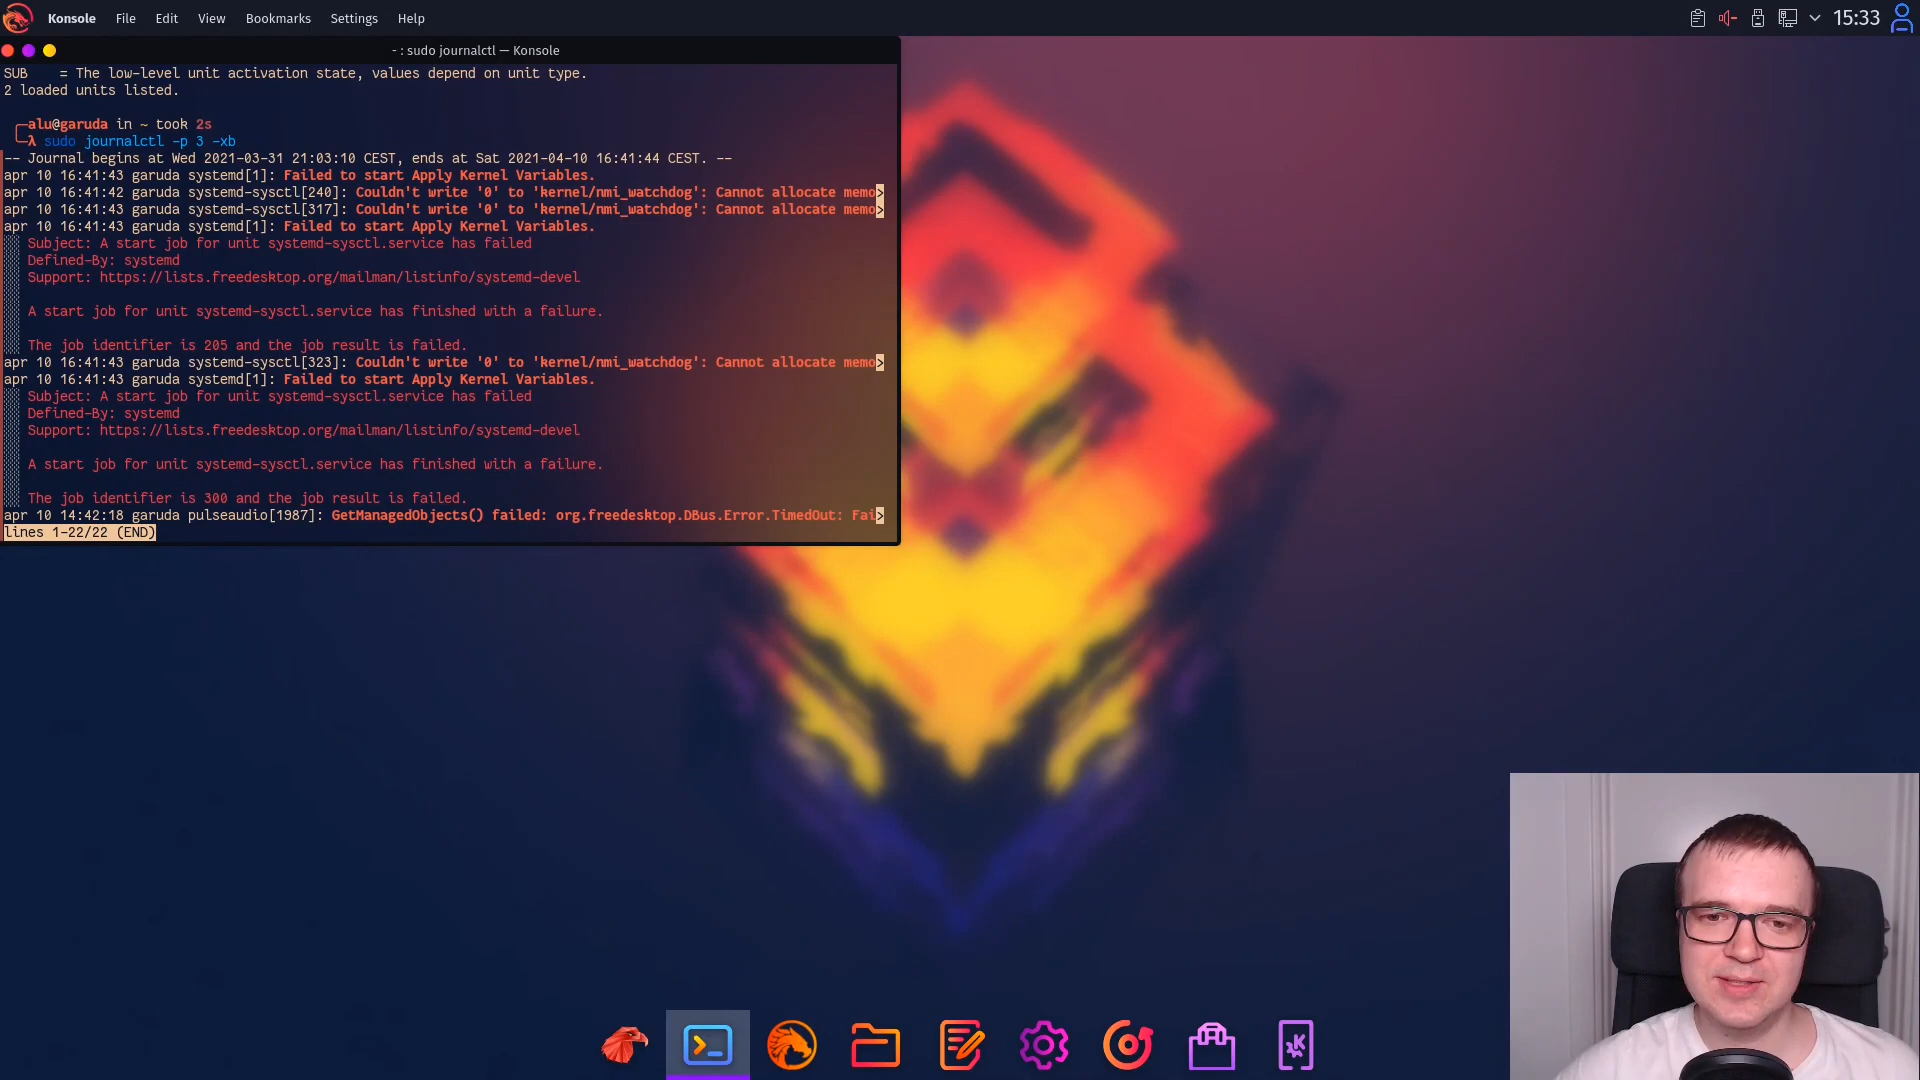 Konsole File Edit View Bookmarks Settings Help 15:33
- : sudo journalctl — Konsole
SUB    = The low-level unit activation state, values depend on unit type.
2 loaded units listed.
alu@garuda in ~ took 2s
λ sudo journalctl -p 3 -xb
-- Journal begins at Wed 2021-03-31 21:03:10 CEST, ends at Sat 2021-04-10 16:41:44 CEST. --
apr 10 16:41:43 garuda systemd[1]: Failed to start Apply Kernel Variables.
apr 10 16:41:42 garuda systemd-sysctl[240]: Couldn't write '0' to 'kernel/nmi_watchdog': Cannot allocate memo>
apr 10 16:41:43 garuda systemd-sysctl[317]: Couldn't write '0' to 'kernel/nmi_watchdog': Cannot allocate memo>
apr 10 16:41:43 garuda systemd[1]: Failed to start Apply Kernel Variables.
Subject: A start job for unit systemd-sysctl.service has failed
Defined-By: systemd
Support: https://lists.freedesktop.org/mailman/listinfo/systemd-devel
A start job for unit systemd-sysctl.service has finished with a failure.
The job identifier is 205 and the job result is failed.
apr 10 16:41:43 garuda systemd-sysctl[323]: Couldn't write '0' to 'kernel/nmi_watchdog': Cannot allocate memo>
apr 10 16:41:43 garuda systemd[1]: Failed to start Apply Kernel Variables.
Subject: A start job for unit systemd-sysctl.service has failed
Defined-By: systemd
Support: https://lists.freedesktop.org/mailman/listinfo/systemd-devel
A start job for unit systemd-sysctl.service has finished with a failure.
The job identifier is 300 and the job result is failed.
apr 10 14:42:18 garuda pulseaudio[1987]: GetManagedObjects() failed: org.freedesktop.DBus.Error.TimedOut: Fai>
lines 1-22/22 (END)